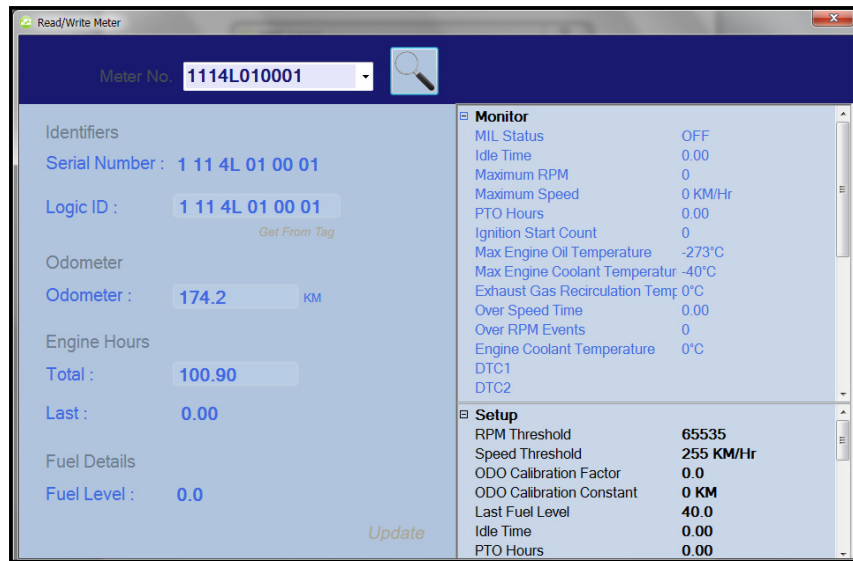 Read/Write Meter
Meter No. 1114L010001
Identifiers
Serial Number : 1 11 4L 01 00 01
Logic ID : 1 11 4L 01 00 01
Get From Tag
Odometer
Odometer : 174.2 KM
Engine Hours
Total : 100.90
Last : 0.00
Fuel Details
Fuel Level : 0.0
Update
Monitor
MIL Status OFF
Idle Time 0.00
Maximum RPM 0
Maximum Speed 0 KM/Hr
PTO Hours 0.00
Ignition Start Count 0
Max Engine Oil Temperature -273°C
Max Engine Coolant Temperatur -40°C
Exhaust Gas Recirculation Temp 0°C
Over Speed Time 0.00
Over RPM Events 0
Engine Coolant Temperature 0°C
DTC1
DTC2
Setup
RPM Threshold 65535
Speed Threshold 255 KM/Hr
ODO Calibration Factor 0.0
ODO Calibration Constant 0 KM
Last Fuel Level 40.0
Idle Time 0.00
PTO Hours 0.00